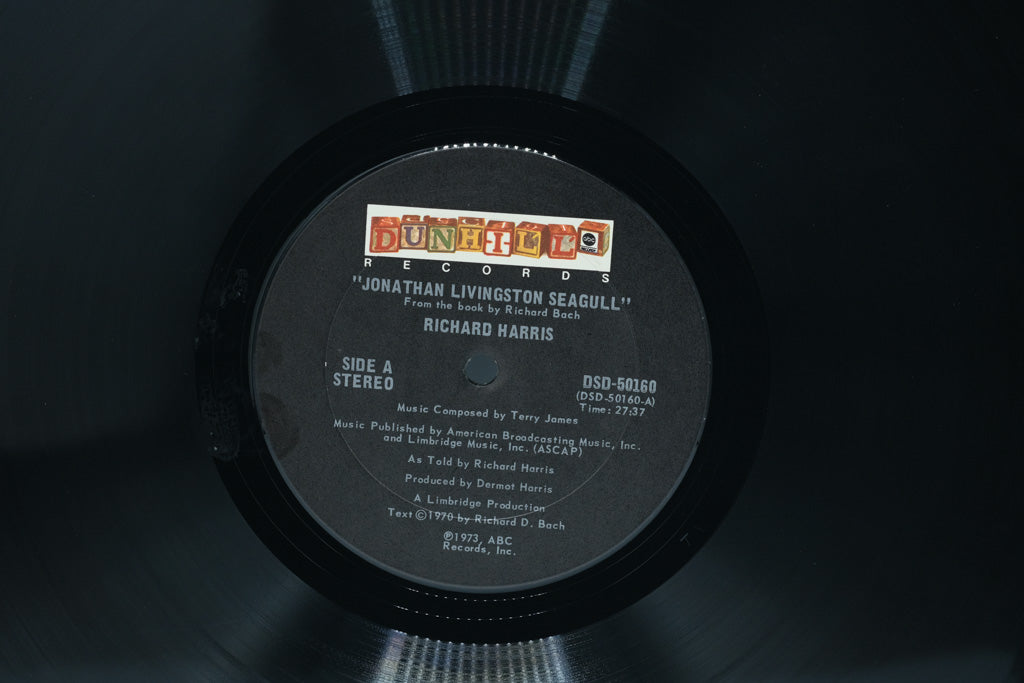 DUNHILL abc
RECORDS
"JONATHAN LIVINGSTON SEAGULL"
From the book by Richard Bach
RICHARD HARRIS
SIDE A
STEREO
DSD-50160
(DSD-50160-A)
Time: 27:37
Music Composed by Terry James
Music Published by American Broadcasting Music, Inc.
and Limbridge Music, Inc. (ASCAP)
As Told by Richard Harris
Produced by Dermot Harris
A Limbridge Production
Text ©1970 by Richard D. Bach
℗1973, ABC
Records, Inc.